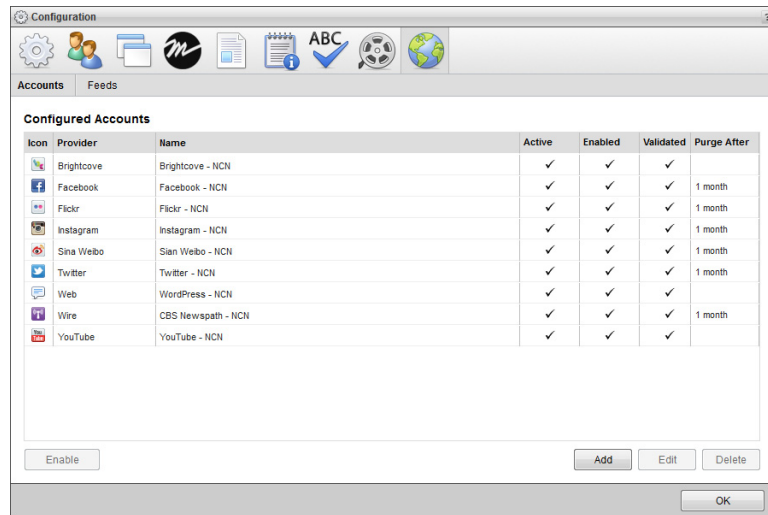 Configuration
ABC
Accounts Feeds
Configured Accounts
Icon Provider Name Active Enabled Validated Purge After
Brightcove Brightcove - NCN
Facebook Facebook - NCN 1 month
Flickr Flickr - NCN 1 month
Instagram Instagram - NCN 1 month
Sina Weibo Sian Weibo - NCN 1 month
Twitter Twitter - NCN 1 month
Web WordPress - NCN
Wire CBS Newspath - NCN 1 month
You Tube YouTube YouTube - NCN
Enable Add Edit Delete
OK